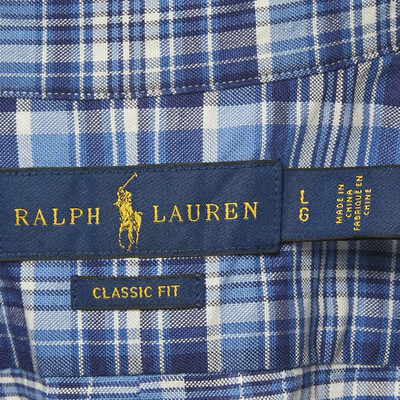 RALPH LAUREN
L
G
MADE IN
CHINA
FABRIQUÉ EN
CHINE
CLASSIC FIT